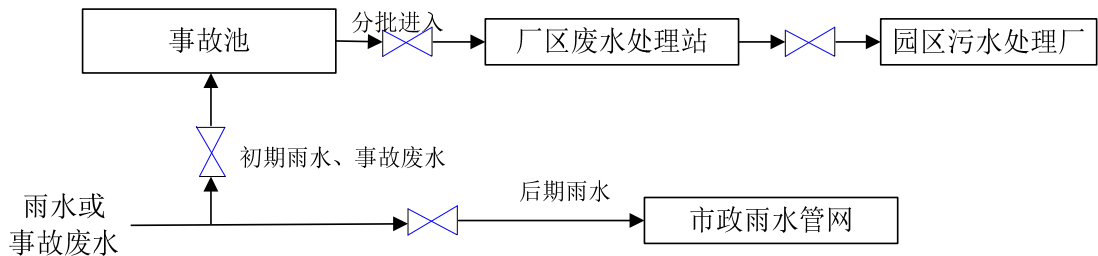 分批进入
事故池
厂区废水处理站
园区污水处理厂
初期雨水、事故废水
后期雨水
雨水或
事故废水
市政雨水管网